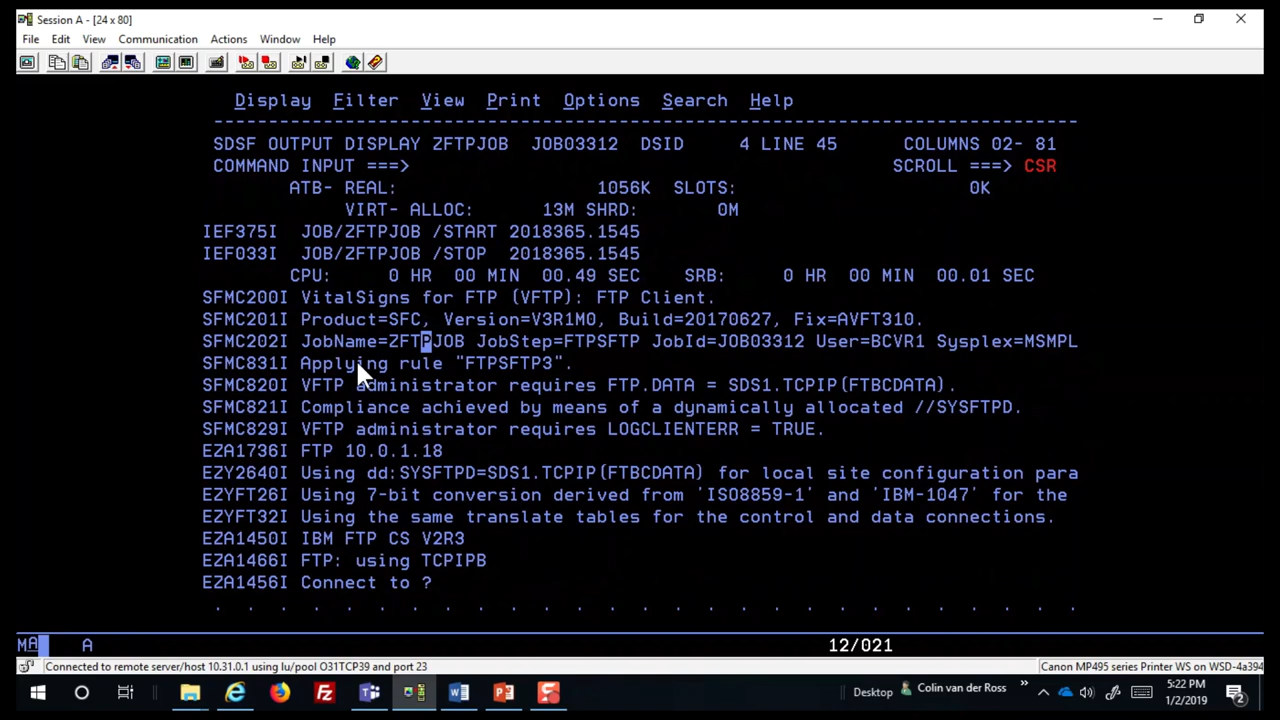 Session A - [24 x 80]
File Edit View Communication Actions Window Help
Display Filter View Print Options Search Help
-------------------------------------------------------------------------------
SDSF OUTPUT DISPLAY ZFTPJOB JOB03312 DSID 4 LINE 45 COLUMNS 02- 81
COMMAND INPUT ===> SCROLL ===> CSR
ATB- REAL: 1056K SLOTS: 0K
VIRT- ALLOC: 13M SHRD: 0M
IEF375I JOB/ZFTPJOB /START 2018365.1545
IEF033I JOB/ZFTPJOB /STOP 2018365.1545
CPU: 0 HR 00 MIN 00.49 SEC SRB: 0 HR 00 MIN 00.01 SEC
SFMC200I VitalSigns for FTP (VFTP): FTP Client.
SFMC201I Product=SFC, Version=V3R1M0, Build=20170627, Fix=AVFT310.
SFMC202I JobName=ZFTPJOB JobStep=FTPSFTP JobId=JOB03312 User=BCVR1 Sysplex=MSMPL
SFMC831I Applying rule "FTPSFTP3".
SFMC820I VFTP administrator requires FTP.DATA = SDS1.TCPIP(FTBCDATA).
SFMC821I Compliance achieved by means of a dynamically allocated //SYSFTPD.
SFMC829I VFTP administrator requires LOGCLIENTERR = TRUE.
EZA1736I FTP 10.0.1.18
EZY2640I Using dd:SYSFTPD=SDS1.TCPIP(FTBCDATA) for local site configuration para
EZYFT26I Using 7-bit conversion derived from 'ISO8859-1' and 'IBM-1047' for the
EZYFT32I Using the same translate tables for the control and data connections.
EZA1450I IBM FTP CS V2R3
EZA1466I FTP: using TCPIPB
EZA1456I Connect to ?
. . . . . . . . . . . . . . . . . . . . . . . . . . .
MA A 12/021
Connected to remote server/host 10.31.0.1 using lu/pool O31TCP39 and port 23 Canon MP495 series Printer WS on WSD-4a394
Desktop Colin van der Ross » 5:22 PM
1/2/2019 2